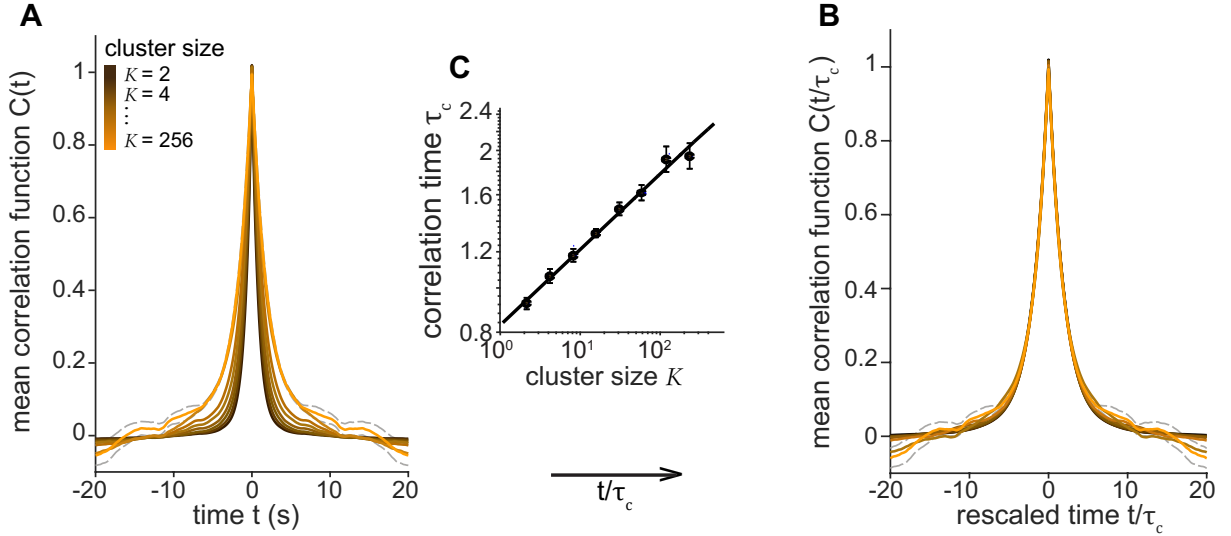 A
mean correlation function C(t)
1
0.8
0.6
0.4
0.2
0
-20
-10
0
10
20
time t (s)
cluster size
K = 2
K = 4
⋮
K = 256
C
correlation time τc
2.4
2
1.6
1.2
0.8
10⁰
10¹
10²
cluster size K
t/τc
B
mean correlation function C(t/τc)
1
0.8
0.6
0.4
0.2
0
-20
-10
0
10
20
rescaled time t/τc